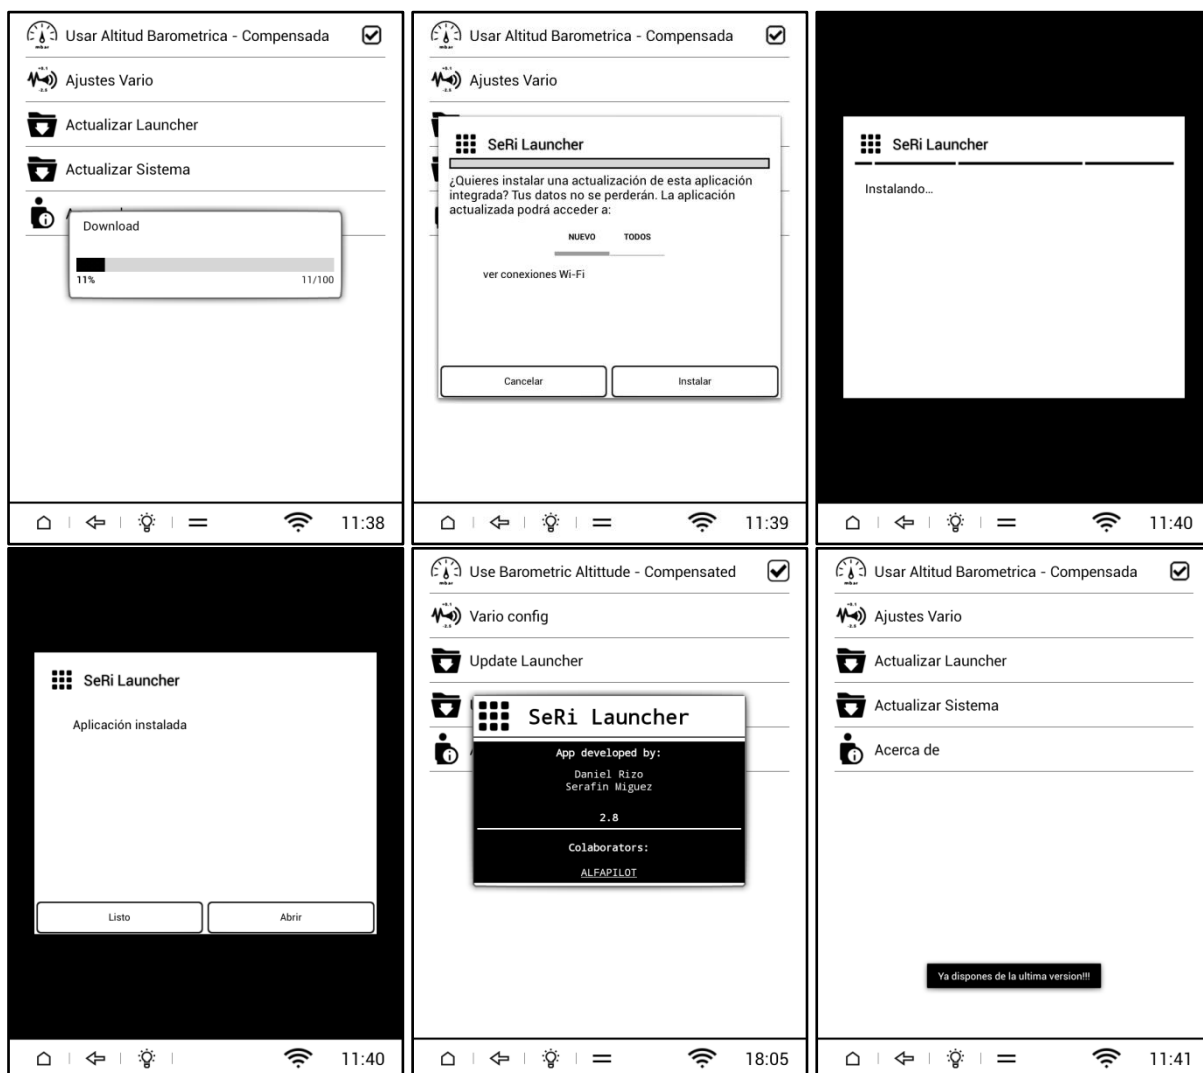 Usar Altitud Barometrica - Compensada
Ajustes Vario
Actualizar Launcher
Actualizar Sistema
Download
11%
11/100
11:38
Usar Altitud Barometrica - Compensada
Ajustes Vario
SeRi Launcher
¿Quieres instalar una actualización de esta aplicación
integrada? Tus datos no se perderán. La aplicación
actualizada podrá acceder a:
NUEVO TODOS
ver conexiones Wi-Fi
Cancelar Instalar
11:39
SeRi Launcher
Instalando...
11:40
SeRi Launcher
Aplicación instalada
Listo Abrir
11:40
Use Barometric Altittude - Compensated
Vario config
Update Launcher
SeRi Launcher
App developed by:
Daniel Rizo
Serafin Miguez
2.8
Colaborators:
ALFAPILOT
18:05
Usar Altitud Barometrica - Compensada
Ajustes Vario
Actualizar Launcher
Actualizar Sistema
Acerca de
Ya dispones de la ultima version!!!
11:41